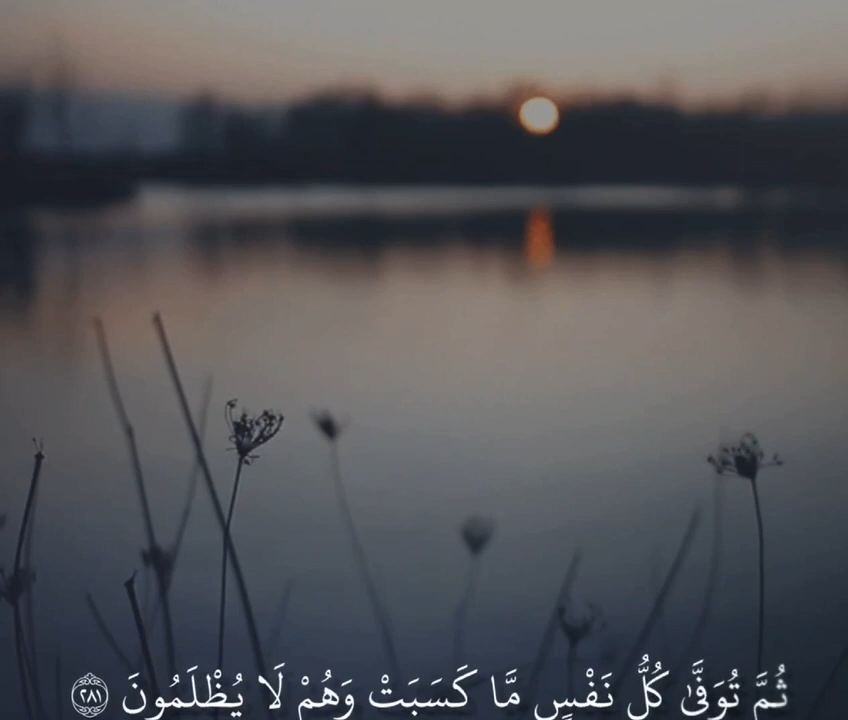 ثُمَّ تُوَفَّىٰ كُلُّ نَفْسٍ مَّا كَسَبَتْ وَهُمْ لَا يُظْلَمُونَ ٢٨١